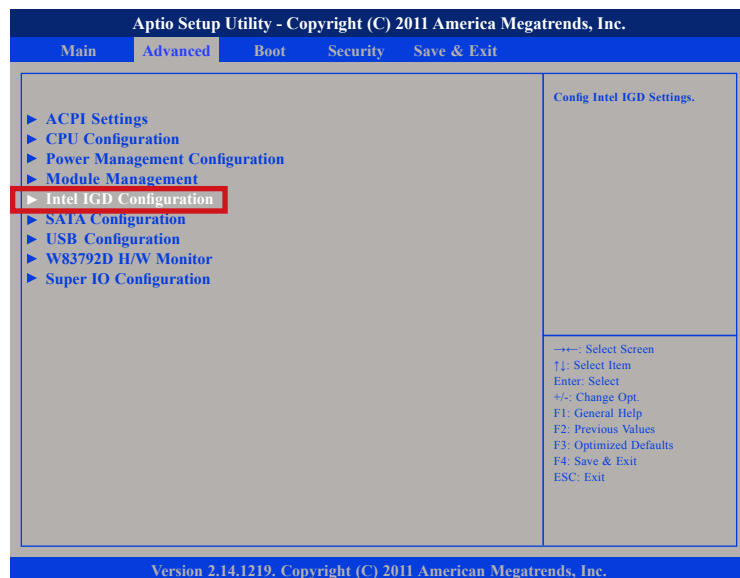 Aptio Setup Utility - Copyright (C) 2011 America Megatrends, Inc.
Main Advanced Boot Security Save & Exit
► ACPI Settings
► CPU Configuration
► Power Management Configuration
► Module Management
► Intel IGD Configuration
► SATA Configuration
► USB Configuration
► W83792D H/W Monitor
► Super IO Configuration
Config Intel IGD Settings.
→←: Select Screen
↑↓: Select Item
Enter: Select
+/-: Change Opt.
F1: General Help
F2: Previous Values
F3: Optimized Defaults
F4: Save & Exit
ESC: Exit
Version 2.14.1219. Copyright (C) 2011 American Megatrends, Inc.